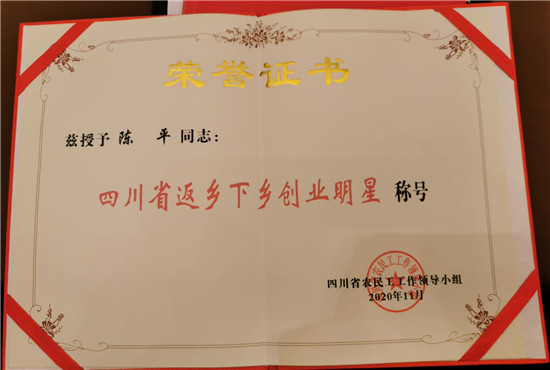 荣誉证书
兹授予 陈 平 同志：
四川省返乡下乡创业明星 称号
四川省农民工工作领导小组
2020年11月